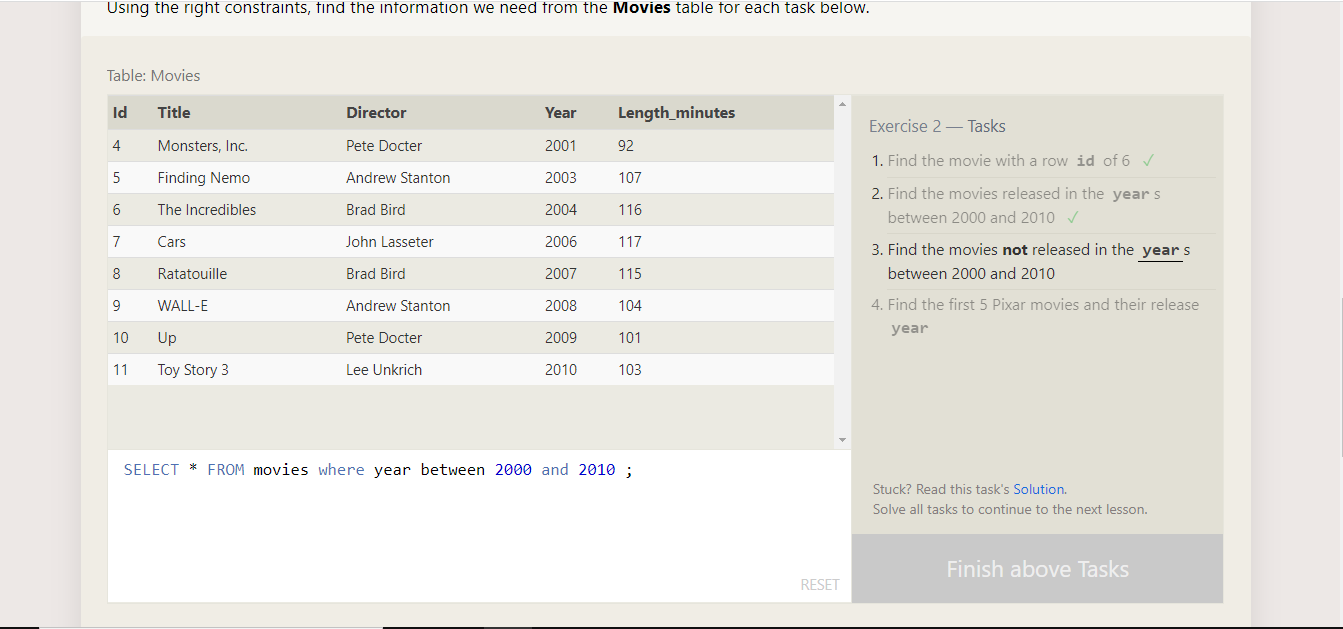 Using the right constraints, find the information we need from the Movies table for each task below.
Table: Movies
Id Title Director Year Length_minutes
4 Monsters, Inc. Pete Docter 2001 92
5 Finding Nemo Andrew Stanton 2003 107
6 The Incredibles Brad Bird 2004 116
7 Cars John Lasseter 2006 117
8 Ratatouille Brad Bird 2007 115
9 WALL-E Andrew Stanton 2008 104
10 Up Pete Docter 2009 101
11 Toy Story 3 Lee Unkrich 2010 103
SELECT * FROM movies where year between 2000 and 2010 ;
RESET
Exercise 2 — Tasks
1. Find the movie with a row id of 6 ✓
2. Find the movies released in the year s
between 2000 and 2010 ✓
3. Find the movies not released in the year s
between 2000 and 2010
4. Find the first 5 Pixar movies and their release
year
Stuck? Read this task's Solution.
Solve all tasks to continue to the next lesson.
Finish above Tasks